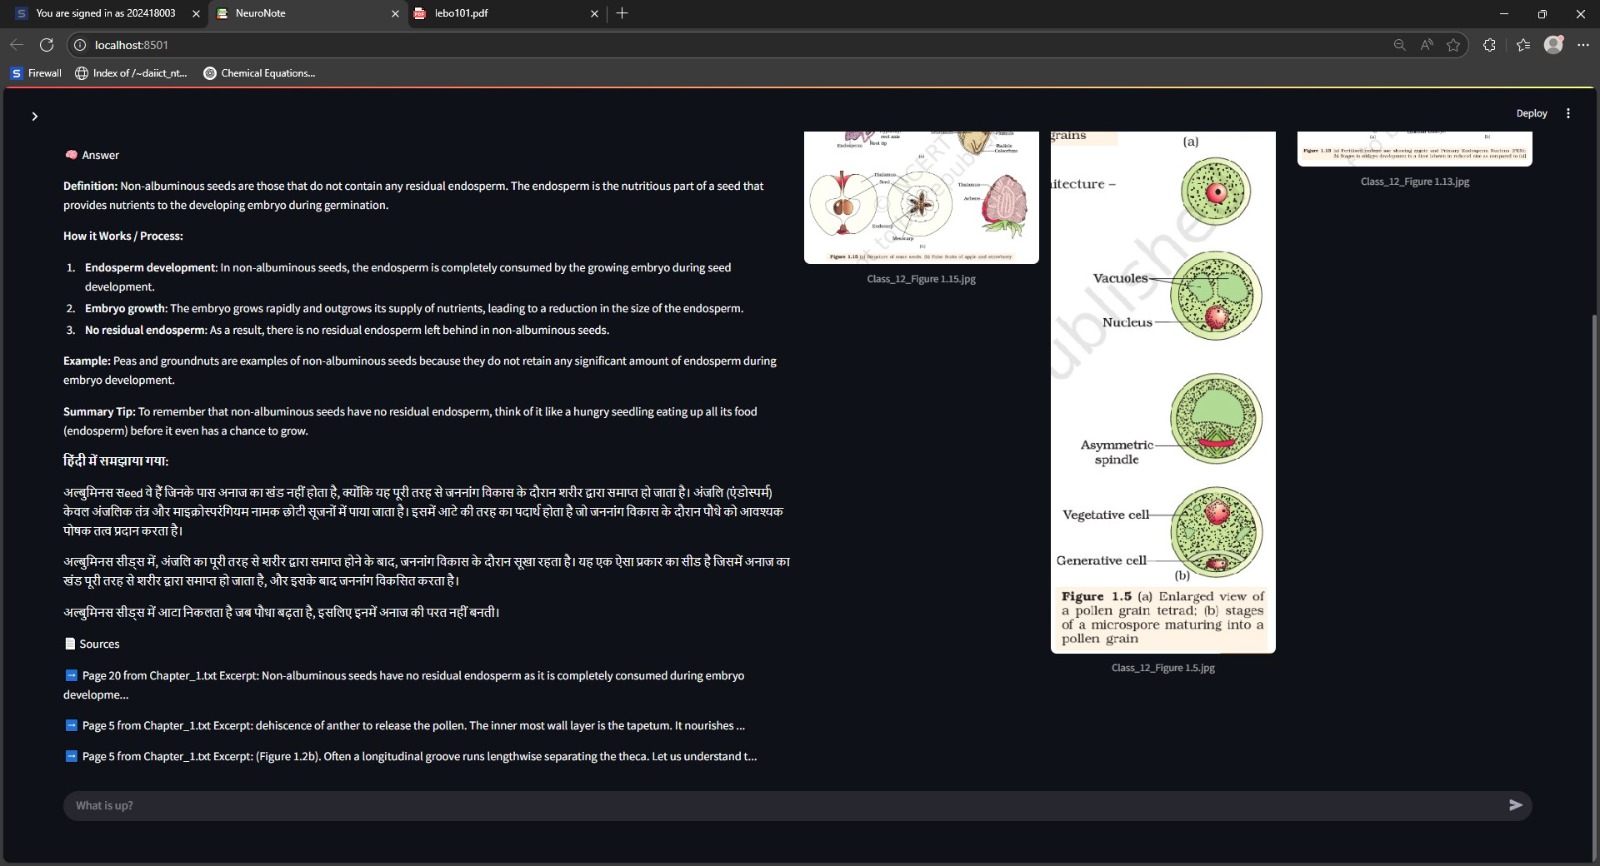 You are signed in as 202418003
NeuroNote
lebo101.pdf
localhost:8501
Firewall
Index of /~daiict_nt...
Chemical Equations...
Deploy
🧠 Answer
Definition: Non-albuminous seeds are those that do not contain any residual endosperm. The endosperm is the nutritious part of a seed that
provides nutrients to the developing embryo during germination.
How it Works / Process:
1. Endosperm development: In non-albuminous seeds, the endosperm is completely consumed by the growing embryo during seed
development.
2. Embryo growth: The embryo grows rapidly and outgrows its supply of nutrients, leading to a reduction in the size of the endosperm.
3. No residual endosperm: As a result, there is no residual endosperm left behind in non-albuminous seeds.
Example: Peas and groundnuts are examples of non-albuminous seeds because they do not retain any significant amount of endosperm during
embryo development.
Summary Tip: To remember that non-albuminous seeds have no residual endosperm, think of it like a hungry seedling eating up all its food
(endosperm) before it even has a chance to grow.
हिंदी में समझाया गया:
अल्बुमिनस सeed वे हैं जिनके पास अनाज का खंड नहीं होता है, क्योंकि यह पूरी तरह से जननांग विकास के दौरान शरीर द्वारा समाप्त हो जाता है। अंजलि (एंडोस्पर्म)
केवल अंजलिक तंत्र और माइक्रोस्परंगियम नामक छोटी सूजनों में पाया जाता है। इसमें आटे की तरह का पदार्थ होता है जो जननांग विकास के दौरान पौधे को आवश्यक
पोषक तत्व प्रदान करता है।
अल्बुमिनस सीड्स में, अंजलि का पूरी तरह से शरीर द्वारा समाप्त होने के बाद, जननांग विकास के दौरान सूखा रहता है। यह एक ऐसा प्रकार का सीड है जिसमें अनाज का
खंड पूरी तरह से शरीर द्वारा समाप्त हो जाता है, और इसके बाद जननांग विकसित करता है।
अल्बुमिनस सीड्स में आटा निकलता है जब पौधा बढ़ता है, इसलिए इनमें अनाज की परत नहीं बनती।
Sources
Page 20 from Chapter_1.txt Excerpt: Non-albuminous seeds have no residual endosperm as it is completely consumed during embryo
developme...
Page 5 from Chapter_1.txt Excerpt: dehiscence of anther to release the pollen. The inner most wall layer is the tapetum. It nourishes ...
Page 5 from Chapter_1.txt Excerpt: (Figure 1.2b). Often a longitudinal groove runs lengthwise separating the theca. Let us understand t...
What is up?
Endosperm
Thalamus
Seed
Thalamus
Achene
Endocarp
Mesocarp
Class_12_Figure 1.15.jpg
grains
(a)
itecture –
Vacuoles
Nucleus
Asymmetric
spindle
Vegetative cell
Generative cell
(b)
Figure 1.5 (a) Enlarged view of
a pollen grain tetrad; (b) stages
of a microspore maturing into a
pollen grain
Class_12_Figure 1.5.jpg
Class_12_Figure 1.13.jpg